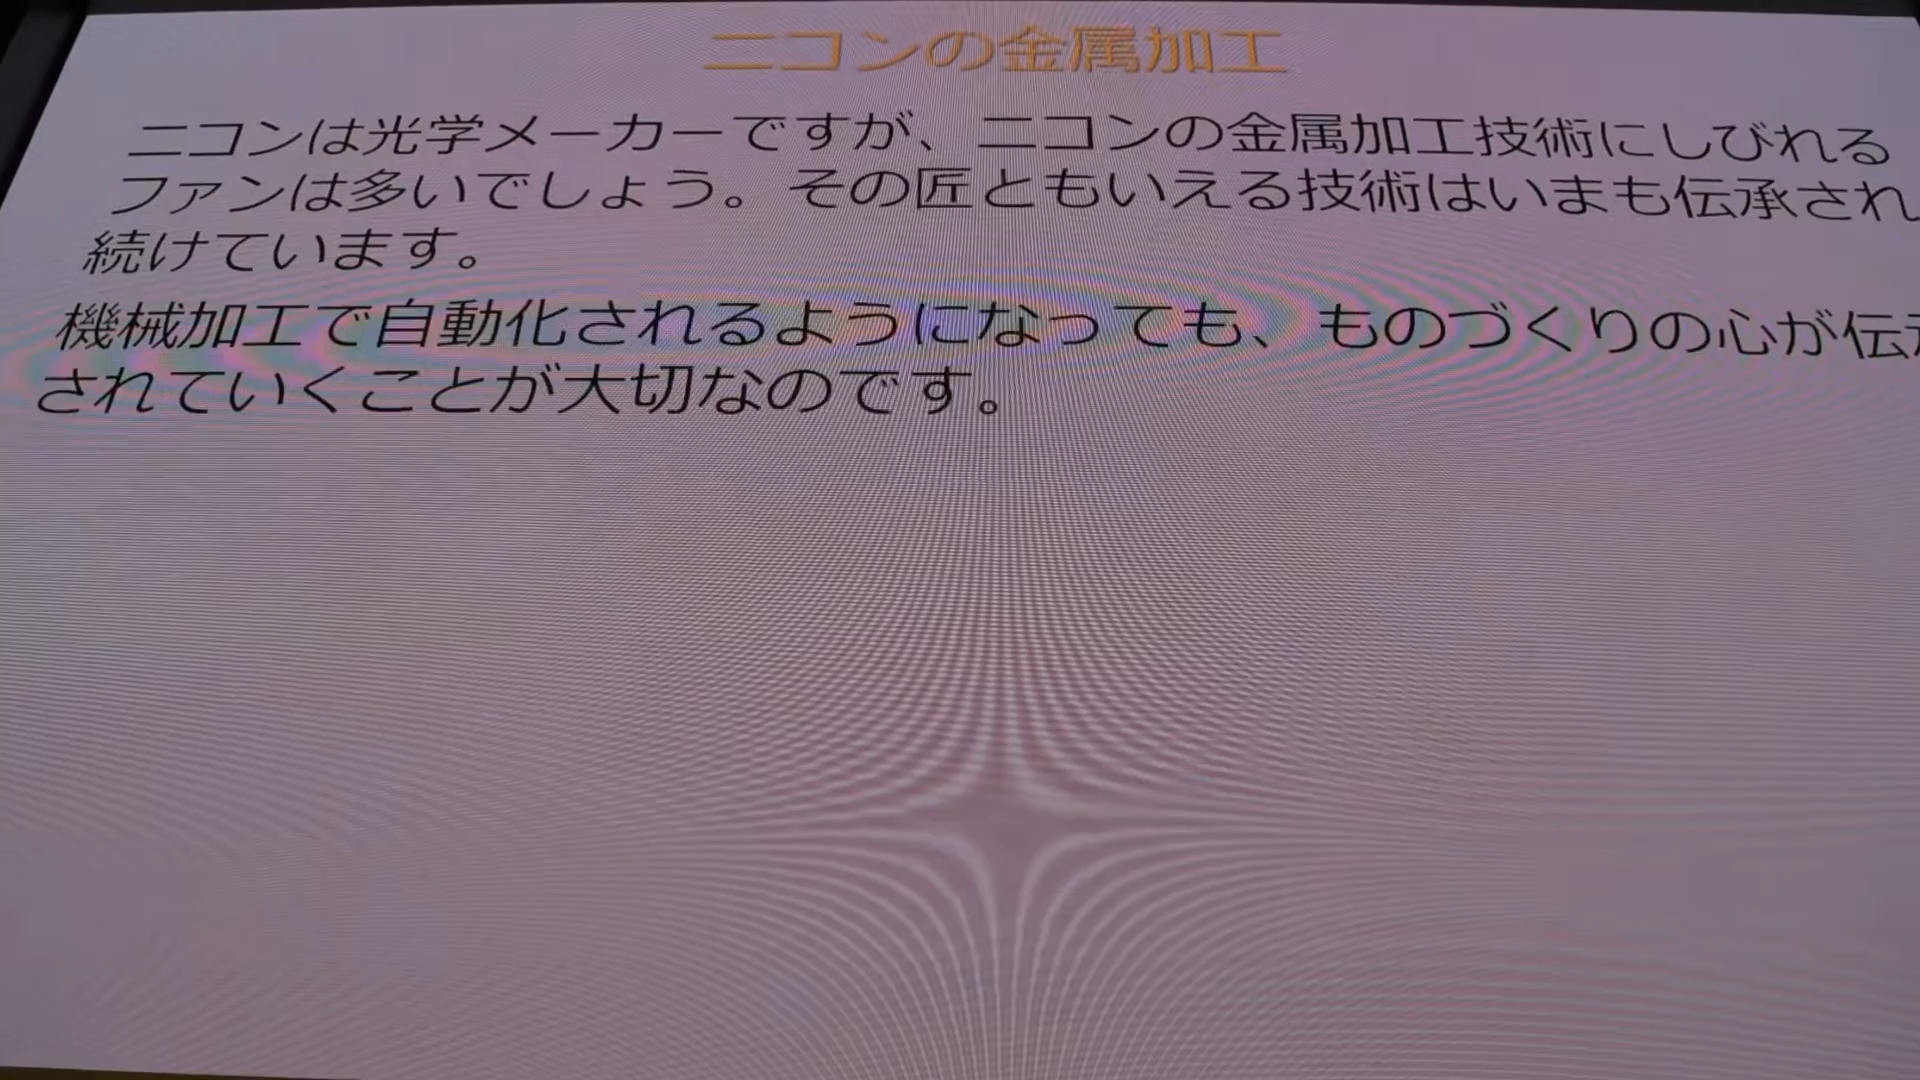 ニコンの金属加工
ニコンは光学メーカーですが、ニコンの金属加工技術にしびれる
ファンは多いでしょう。その匠ともいえる技術はいまも伝承され
続けています。
機械加工で自動化されるようになっても、ものづくりの心が伝承
されていくことが大切なのです。